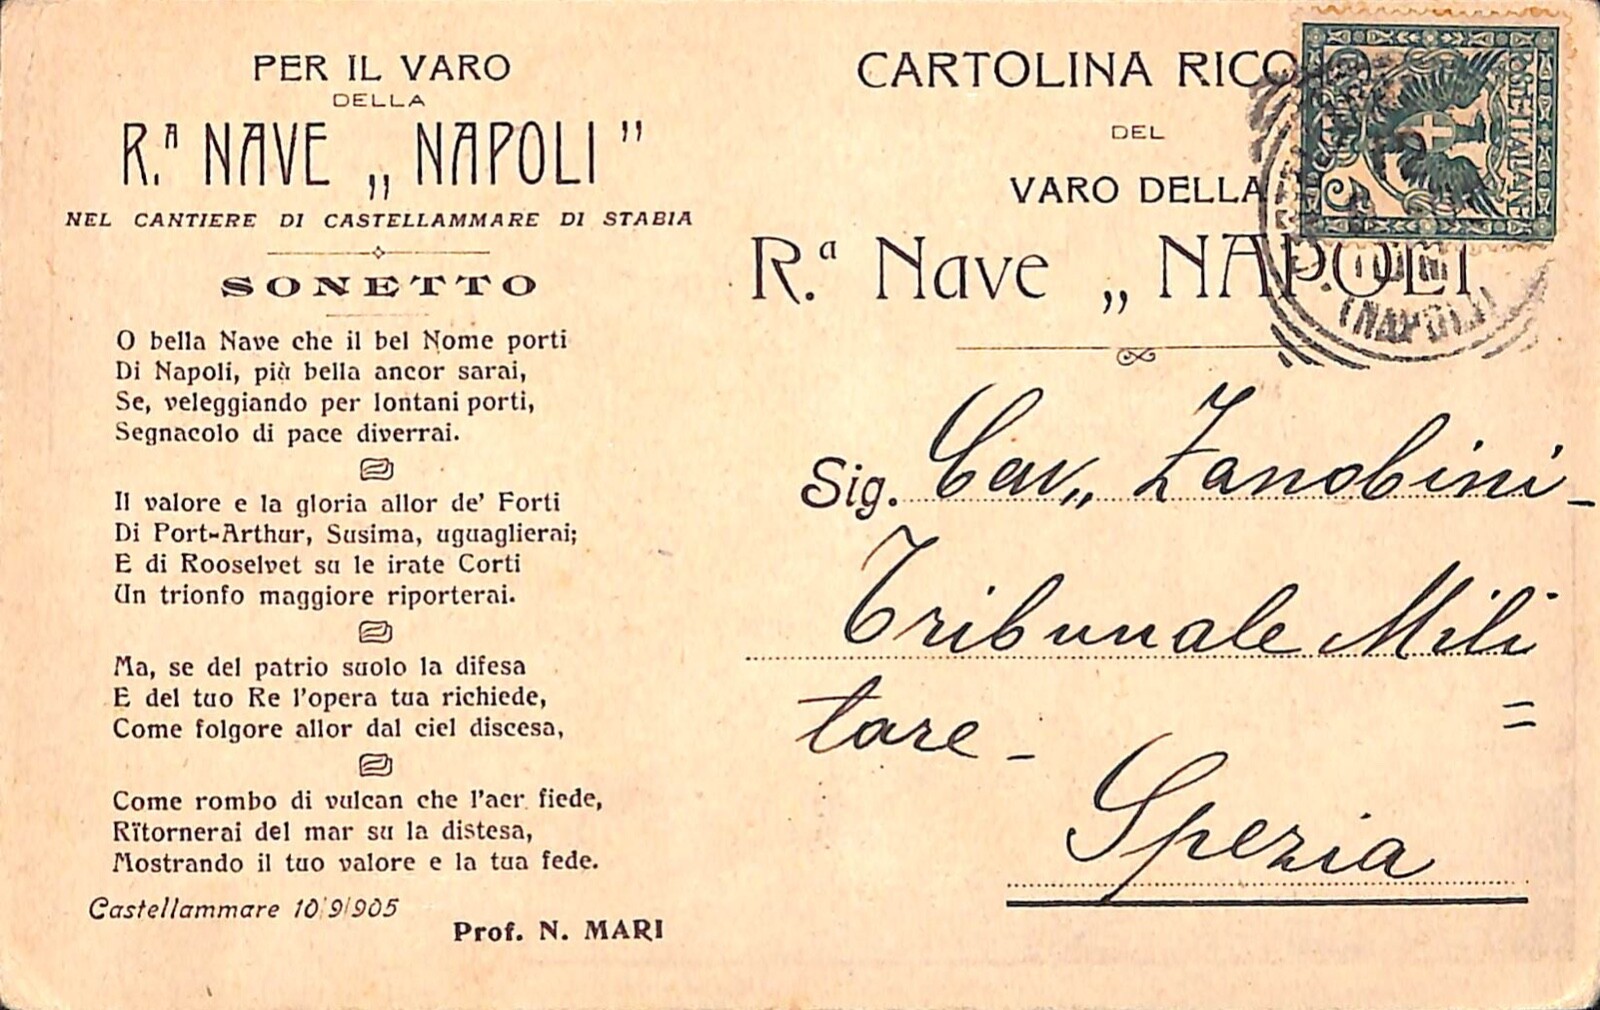 PER IL VARO
DELLA
R.ª NAVE „ NAPOLI "
NEL CANTIERE DI CASTELLAMMARE DI STABIA
SONETTO
O bella Nave che il bel Nome porti
Di Napoli, più bella ancor sarai,
Se, veleggiando per lontani porti,
Segnacolo di pace diverrai.
Il valore e la gloria allor de' Forti
Di Port-Arthur, Susima, uguaglierai;
E di Rooselvet su le irate Corti
Un trionfo maggiore riporterai.
Ma, se del patrio suolo la difesa
E del tuo Re l'opera tua richiede,
Come folgore allor dal ciel discesa,
Come rombo di vulcan che l'aer fiede,
Rïtornerai del mar su la distesa,
Mostrando il tuo valore e la tua fede.
Castellammare 10/9/905
Prof. N. MARI
CARTOLINA RICO
DEL
VARO DELLA
R.ª Nave „ NAPOLI
POSTE ITALIANE
5
(NAPOLI)
Sig. Cav,, Zanobini-
Tribunale Mili
=
tare-
Spezia